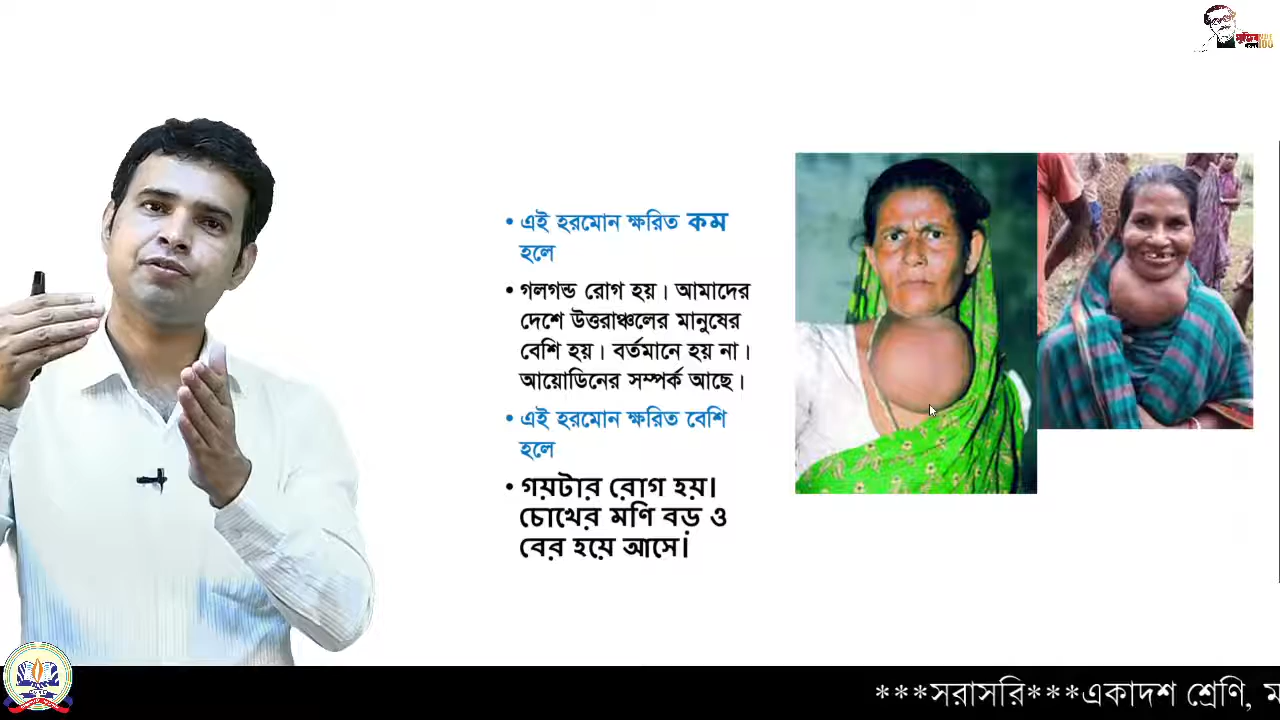 • এই হরমোন ক্ষরিত কম
হলে
• গলগন্ড রোগ হয়। আমাদের
দেশে উত্তরাঞ্চলের মানুষের
বেশি হয়। বর্তমানে হয় না।
আয়োডিনের সম্পর্ক আছে।
• এই হরমোন ক্ষরিত বেশি
হলে
• গয়টার রোগ হয়।
চোখের মণি বড় ও
বের হয়ে আসে।
***সরাসরি***একাদশ শ্রেণি,